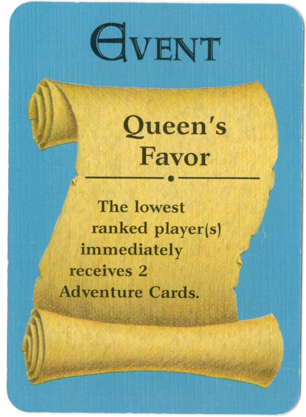 Event
Queen's
Favor
The lowest
ranked player(s)
immediately
receives 2
Adventure Cards.